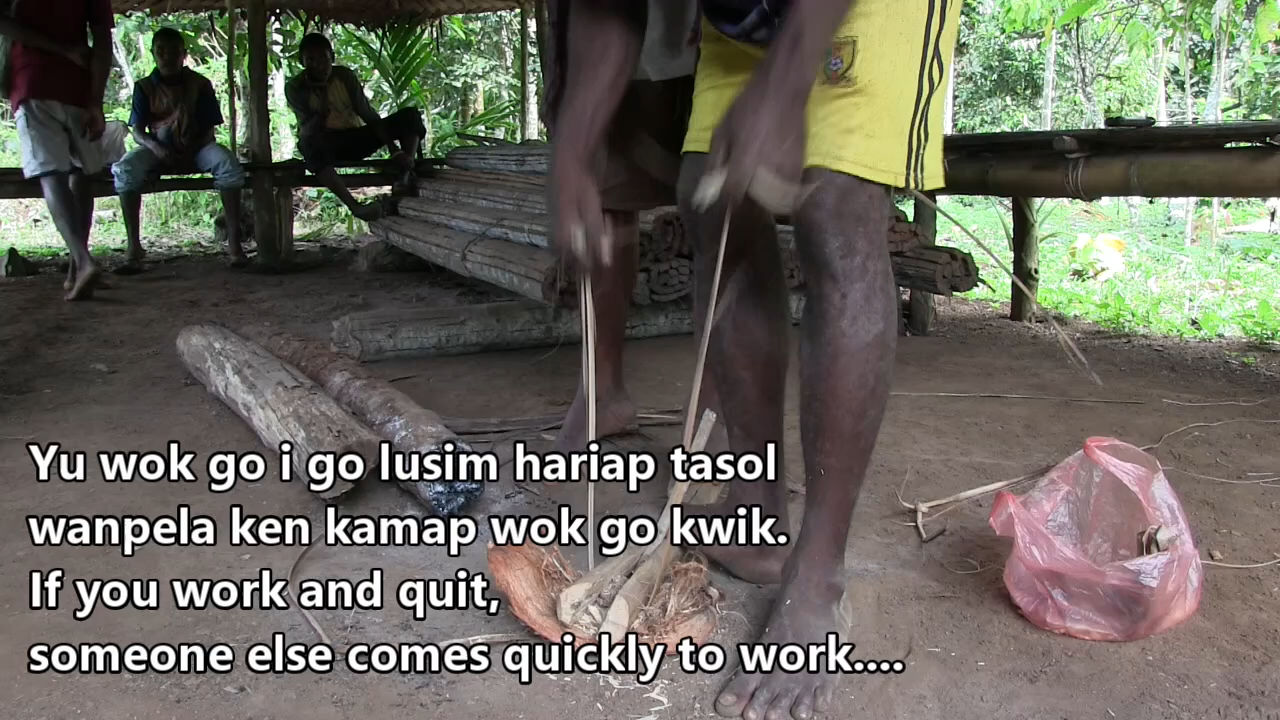 Yu wok go i go lusim hariap tasol
wanpela ken kamap wok go kwik.
If you work and quit,
someone else comes quickly to work....